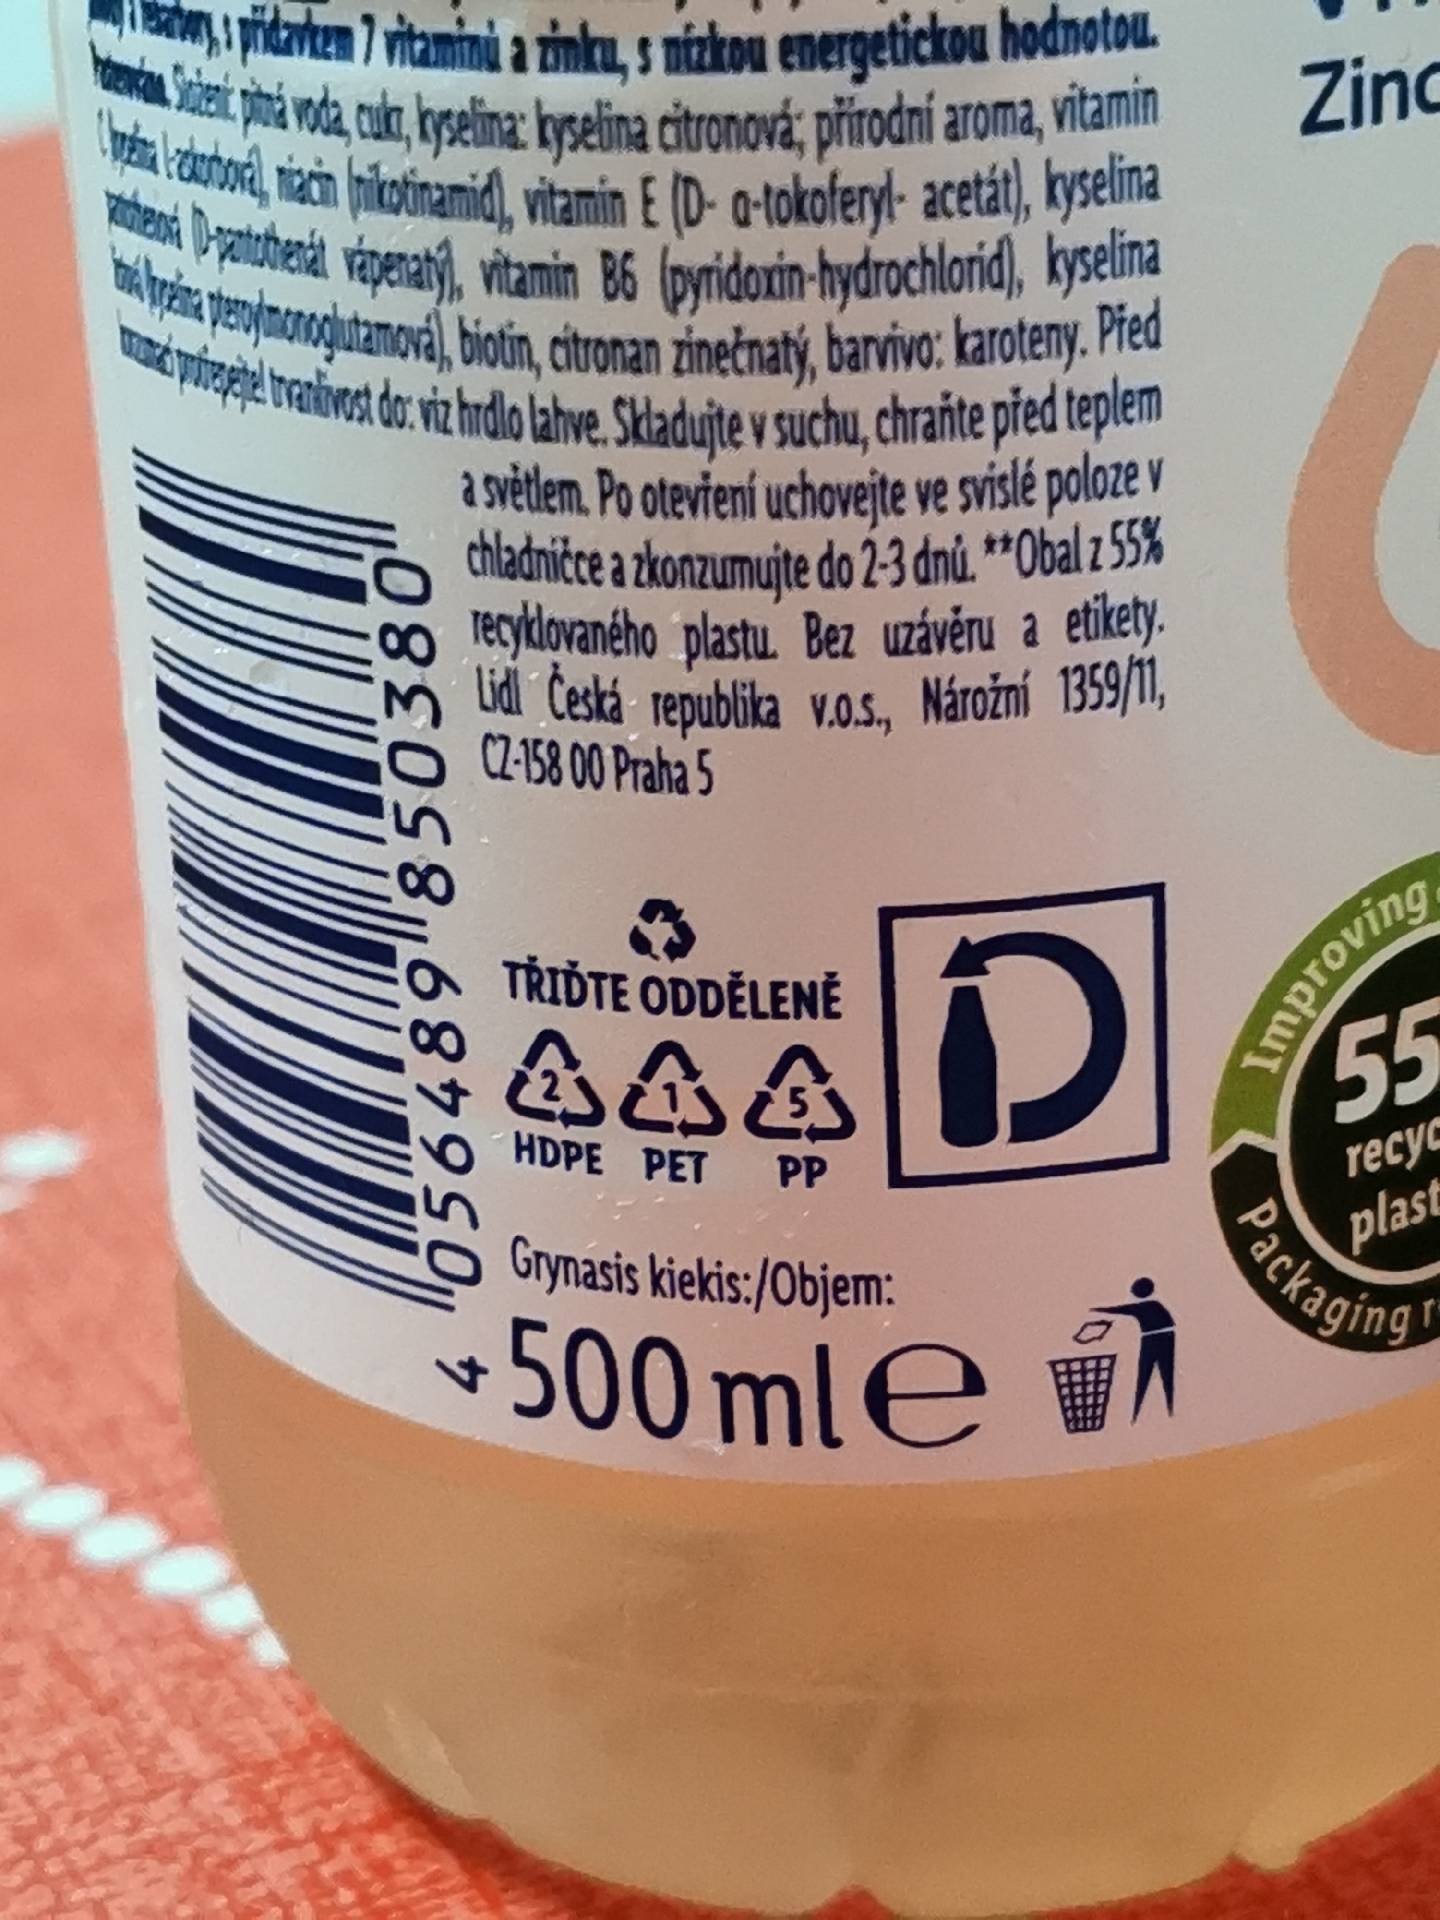 přídavkem 7 vitaminů a zinku, s nízkou energetickou hodnotou.
Složení: pitná voda, cukr, kyselina: kyselina citronová; přírodní aroma, vitamin
C (kyselina L-askorbová), niacin (nikotinamid), vitamin E (D- α-tokoferyl- acetát), kyselina
pantothenová (D-pantothenát vápenatý), vitamin B6 (pyridoxin-hydrochlorid), kyselina
listová (kyselina pteroylmonoglutamová), biotin, citronan zinečnatý, barvivo: karoteny. Před
konzumací protřepejte! trvanlivost do: viz hrdlo lahve. Skladujte v suchu, chraňte před teplem
a světlem. Po otevření uchovejte ve svislé poloze v
chladničce a zkonzumujte do 2-3 dnů. **Obal z 55%
recyklovaného plastu. Bez uzávěru a etikety.
Lidl Česká republika v.o.s., Nárožní 1359/11,
CZ-158 00 Praha 5
4 056489 850380
TŘIĎTE ODDĚLENĚ
2 1 5
HDPE PET PP
Grynasis kiekis:/Objem:
500 ml e
Zinc
Improving
55
recyc
plast
Packaging r